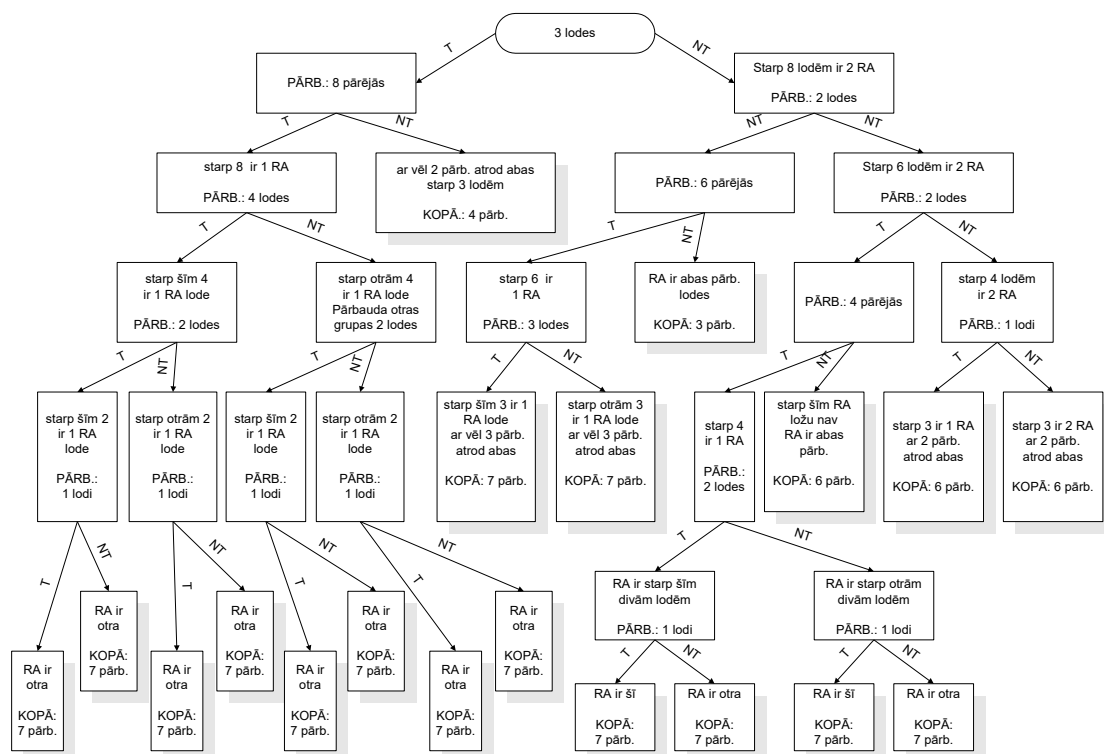 3 lodes
T
NT
PĀRB.: 8 pārējās
Starp 8 lodēm ir 2 RA
PĀRB.: 2 lodes
T
NT
NT
NT
starp 8 ir 1 RA
PĀRB.: 4 lodes
ar vēl 2 pārb. atrod abas
starp 3 lodēm
KOPĀ.: 4 pārb.
PĀRB.: 6 pārējās
Starp 6 lodēm ir 2 RA
PĀRB.: 2 lodes
T
NT
T
NT
T
NT
starp šīm 4
ir 1 RA lode
PĀRB.: 2 lodes
starp otrām 4
ir 1 RA lode
Pārbauda otras
grupas 2 lodes
starp 6 ir
1 RA
PĀRB.: 3 lodes
RA ir abas pārb.
lodes
KOPĀ: 3 pārb.
PĀRB.: 4 pārējās
starp 4 lodēm
ir 2 RA
PĀRB.: 1 lodi
T
NT
T
NT
T
NT
T
NT
T
NT
starp šīm 2
ir 1 RA
lode
PĀRB.:
1 lodi
starp otrām 2
ir 1 RA
lode
PĀRB.:
1 lodi
starp šīm 2
ir 1 RA
lode
PĀRB.:
1 lodi
starp otrām 2
ir 1 RA
lode
PĀRB.:
1 lodi
starp šīm 3 ir 1
RA lode
ar vēl 3 pārb.
atrod abas
KOPĀ: 7 pārb.
starp otrām 3
ir 1 RA lode
ar vēl 3 pārb.
atrod abas
KOPĀ: 7 pārb.
starp 4
ir 1 RA
PĀRB.:
2 lodes
starp šīm RA
ložu nav
RA ir abas
pārb.
KOPĀ: 6 pārb.
starp 3 ir 1 RA
ar 2 pārb.
atrod abas
KOPĀ: 6 pārb.
starp 3 ir 2 RA
ar 2 pārb.
atrod abas
KOPĀ: 6 pārb.
T
NT
T
NT
T
NT
T
NT
T
NT
RA ir
otra
KOPĀ:
7 pārb.
RA ir
otra
KOPĀ:
7 pārb.
RA ir
otra
KOPĀ:
7 pārb.
RA ir
otra
KOPĀ:
7 pārb.
RA ir starp šīm
divām lodēm
PĀRB.: 1 lodi
RA ir starp otrām
divām lodēm
PĀRB.: 1 lodi
T
NT
T
NT
RA ir
otra
KOPĀ:
7 pārb.
RA ir
otra
KOPĀ:
7 pārb.
RA ir
otra
KOPĀ:
7 pārb.
RA ir
otra
KOPĀ:
7 pārb.
RA ir šī
KOPĀ:
7 pārb.
RA ir otra
KOPĀ:
7 pārb.
RA ir šī
KOPĀ:
7 pārb.
RA ir otra
KOPĀ:
7 pārb.